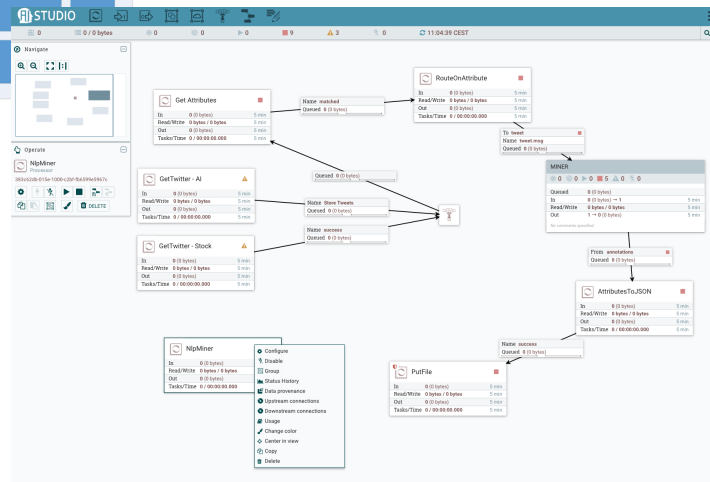 STUDIO
0
0 / 0 bytes
0
0
0
9
3
0
11:04:39 CEST
Navigate
Operate
NlpMiner
Processor
DELETE
Get Attributes
In 0 (0 bytes) 5 min
Read/Write 0 bytes / 0 bytes 5 min
Out 0 (0 bytes) 5 min
Tasks/Time 0 / 00:00:00.000 5 min
Name matched
Queued 0 (0 bytes)
RouteOnAttribute
In 0 (0 bytes) 5 min
Read/Write 0 bytes / 0 bytes 5 min
Out 0 (0 bytes) 5 min
Tasks/Time 0 / 00:00:00.000 5 min
To tweet
Name tweet.msg
Queued 0 (0 bytes)
MINER
0 0 0 5 0 0
Queued 0 (0 bytes)
In 0 (0 bytes) → 1 5 min
Read/Write 0 bytes / 0 bytes 5 min
Out 1 → 0 (0 bytes) 5 min
No comments specified
Queued 0 (0 bytes)
GetTwitter - AI
In 0 (0 bytes) 5 min
Read/Write 0 bytes / 0 bytes 5 min
Out 0 (0 bytes) 5 min
Tasks/Time 0 / 00:00:00.000 5 min
Name Store Tweets
Queued 0 (0 bytes)
Name success
Queued 0 (0 bytes)
GetTwitter - Stock
In 0 (0 bytes) 5 min
Read/Write 0 bytes / 0 bytes 5 min
Out 0 (0 bytes) 5 min
Tasks/Time 0 / 00:00:00.000 5 min
From annotations
Queued 0 (0 bytes)
AttributesToJSON
In 0 (0 bytes) 5 min
Read/Write 0 bytes / 0 bytes 5 min
Out 0 (0 bytes) 5 min
Tasks/Time 0 / 00:00:00.000 5 min
Name success
Queued 0 (0 bytes)
PutFile
In 0 (0 bytes) 5 min
Read/Write 0 bytes / 0 bytes 5 min
Out 0 (0 bytes) 5 min
Tasks/Time 0 / 00:00:00.000 5 min
NlpMiner
In 0 (0 bytes)
Read/Write 0 bytes / 0 bytes
Out 0 (0 bytes)
Tasks/Time 0 / 00:00:00.000
Configure
Disable
Group
Status History
Data provenance
Upstream connections
Downstream connections
Usage
Change color
Center in view
Copy
Delete